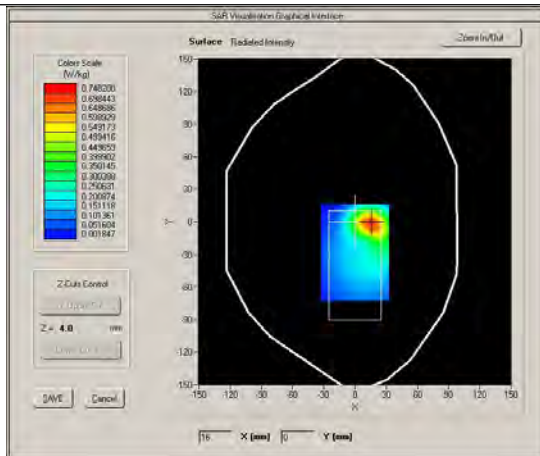 SAR Visualisation Graphical Interface
Surface Radiated Intensity
Zoom In/Out
Colors Scale
(W/kg)
0.748200
0.698443
0.648686
0.598929
0.549173
0.499416
0.449659
0.399902
0.350145
0.300388
0.250631
0.200874
0.151118
0.101361
0.051604
0.001847
150
120
90
60
30
0
-30
-60
-90
-120
-150
Y
-150 -120 -90 -60 -30 0 30 60 90 120 150
X
Z-Cuts Control
Z = 4.0 mm
SAVE Cancel
16 X (mm) 0 Y (mm)